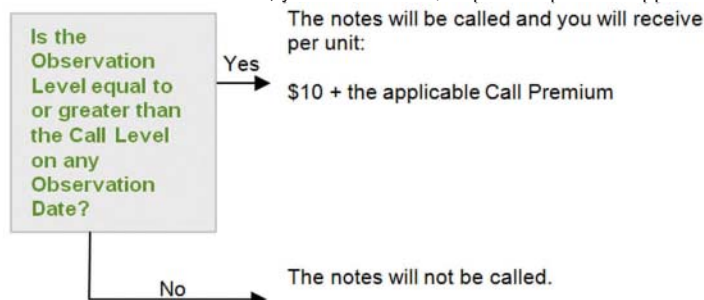 Is the
Observation
Level equal to
or greater than
the Call Level
on any
Observation
Date?
Yes
The notes will be called and you will receive
per unit:
$10 + the applicable Call Premium
No
The notes will not be called.